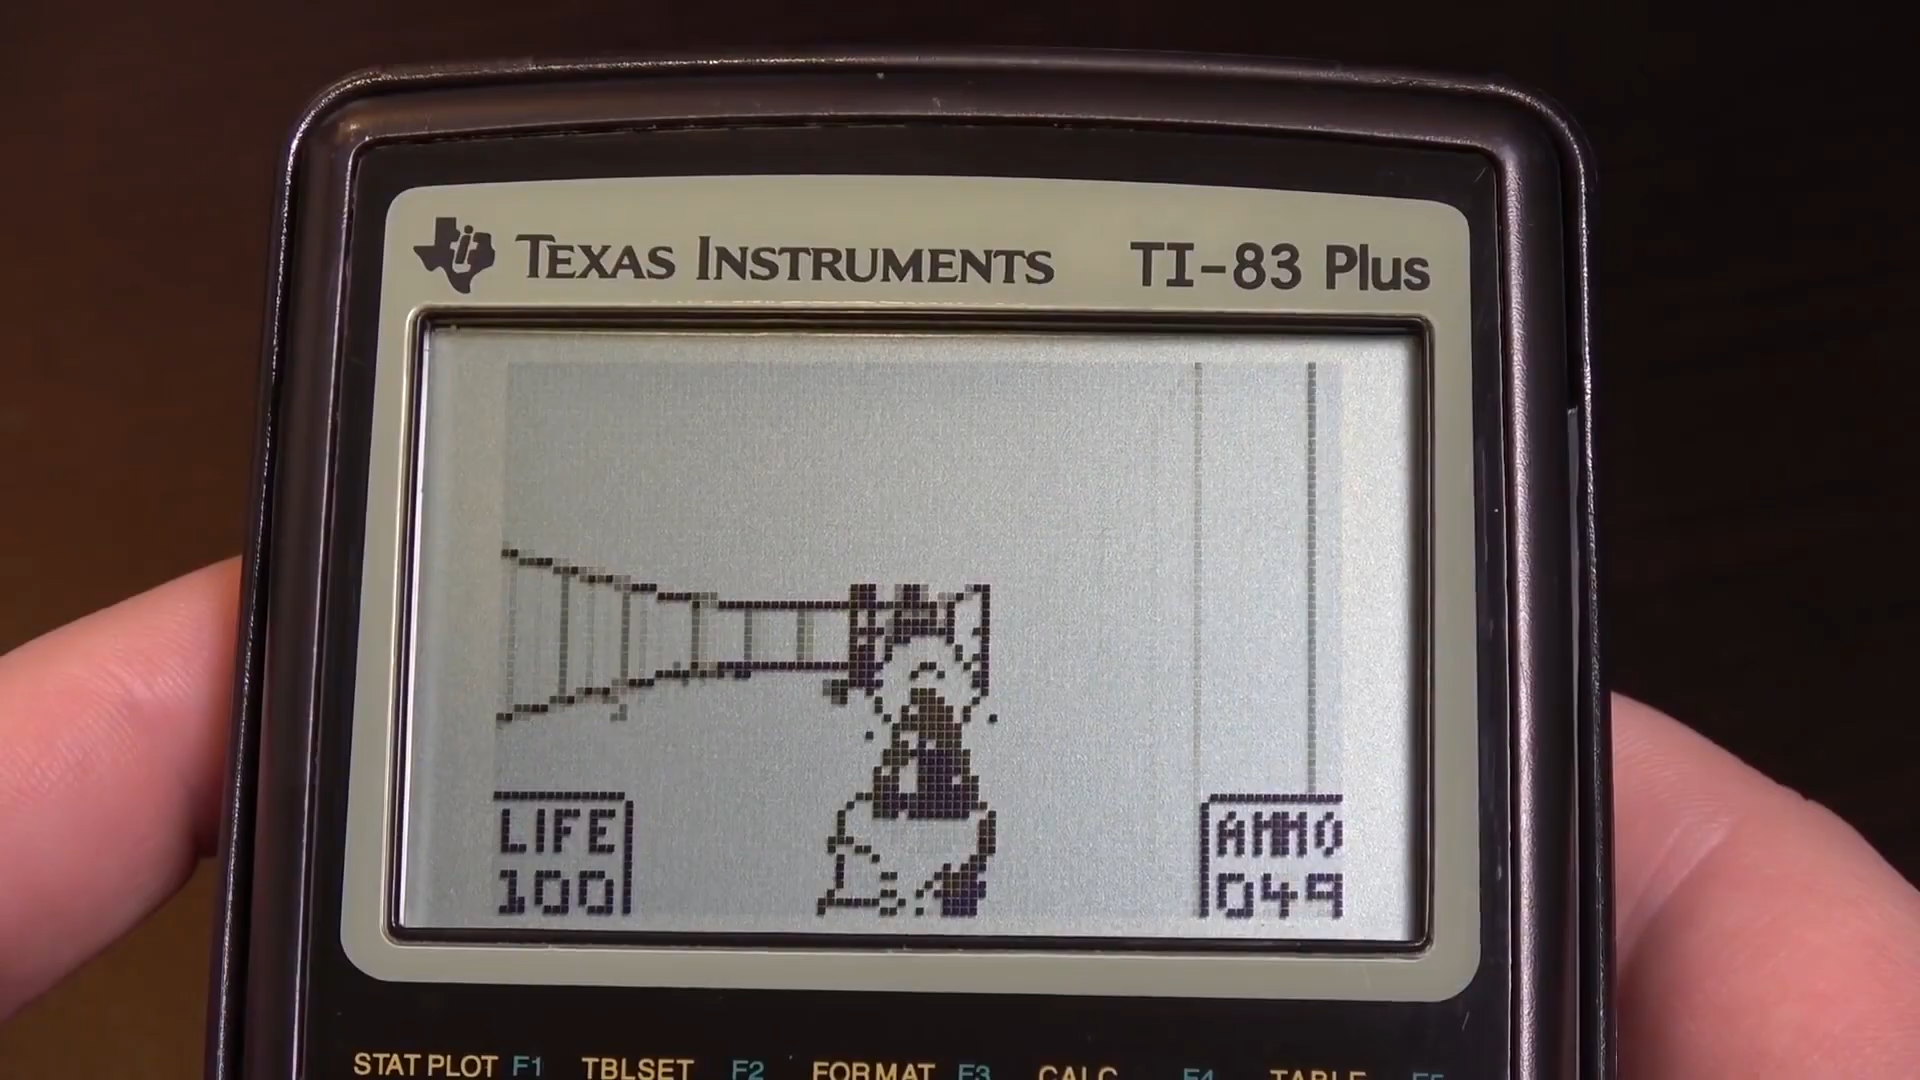 TEXAS INSTRUMENTS TI-83 Plus
LIFE
100
AMMO
049
STAT PLOT F1 TBLSET F2 FORMAT F3 CALC F4 TABLE F5